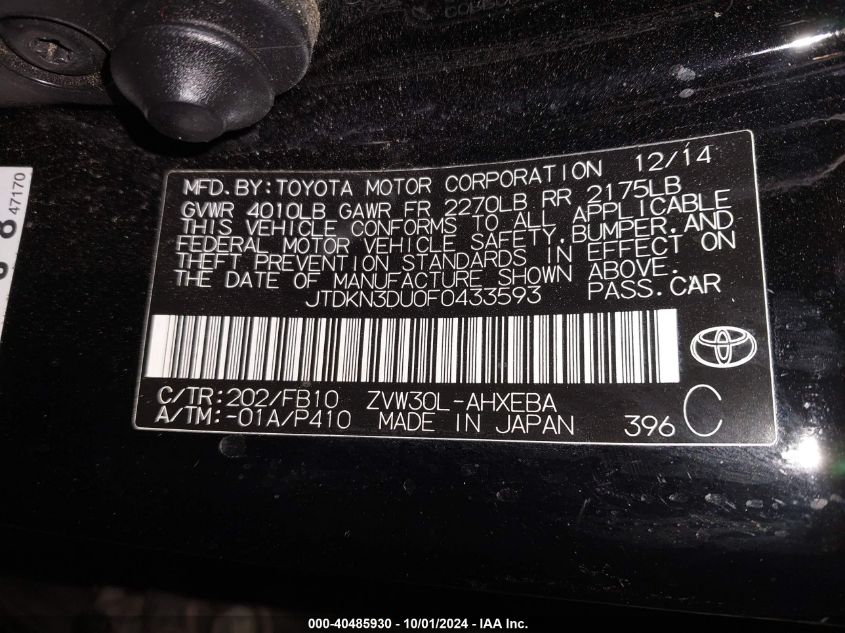 MFD.BY:TOYOTA MOTOR CORPORATION 12/14
GVWR 4010LB GAWR FR 2270LB RR 2175LB
THIS VEHICLE CONFORMS TO ALL APPLICABLE
FEDERAL MOTOR VEHICLE SAFETY,BUMPER,AND
THEFT PREVENTION STANDARDS IN EFFECT ON
THE DATE OF MANUFACTURE SHOWN ABOVE.
JTDKN3DU0F0433593 PASS.CAR
C/TR:202/FB10 ZVW30L-AHXEBA
A/TM:-01A/P410 MADE IN JAPAN 396 C
47170
000-40485930 - 10/01/2024 - IAA Inc.